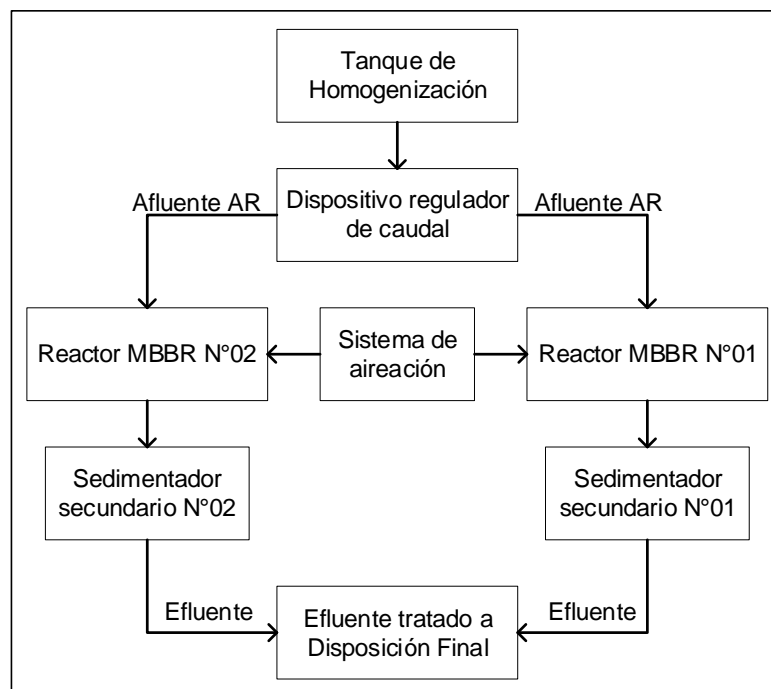 Tanque de
Homogenización
Afluente AR
Dispositivo regulador
de caudal
Afluente AR
Reactor MBBR N°02
Sistema de
aireación
Reactor MBBR N°01
Sedimentador
secundario N°02
Sedimentador
secundario N°01
Efluente
Efluente tratado a
Disposición Final
Efluente